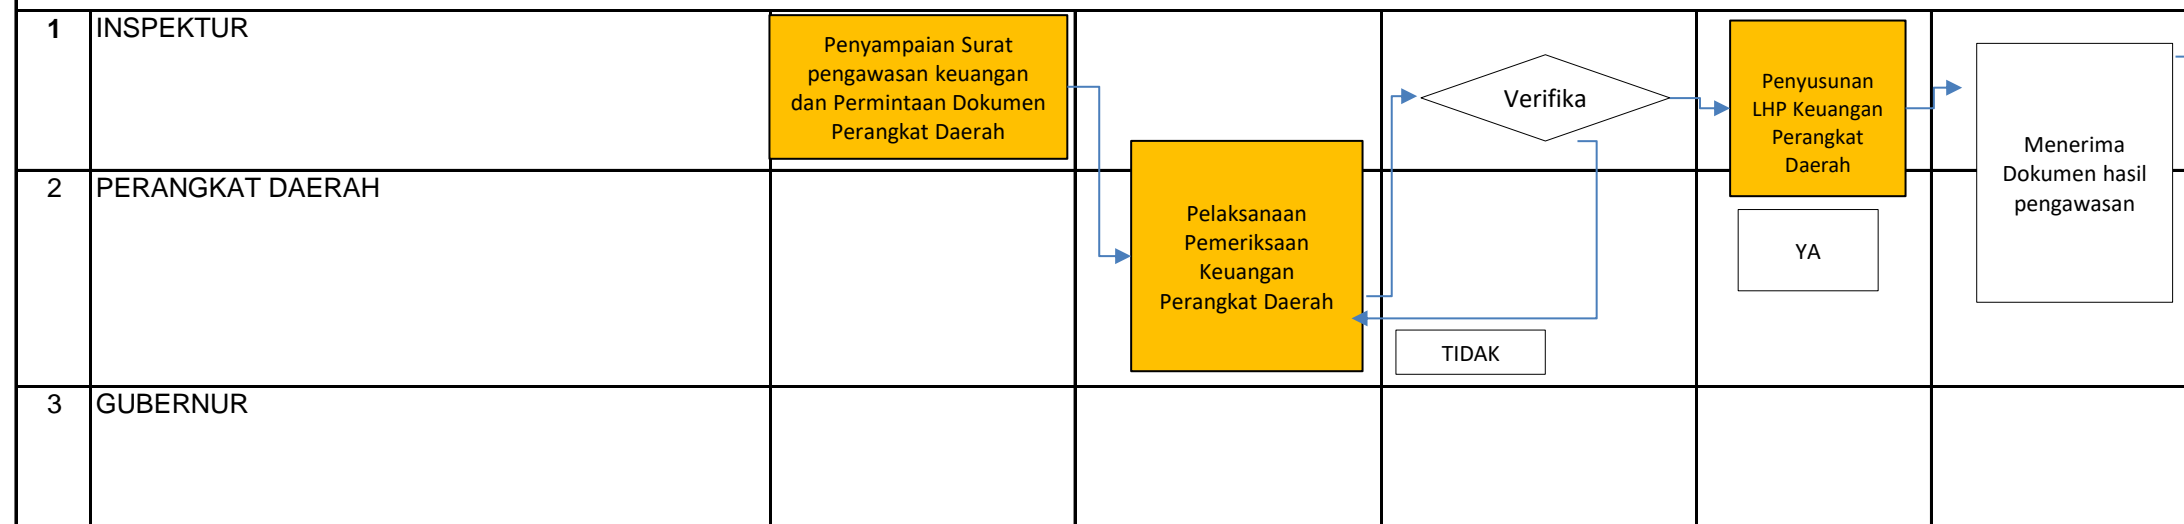 1 INSPEKTUR
Penyampaian Surat
pengawasan keuangan
dan Permintaan Dokumen
Perangkat Daerah
Verifika
Penyusunan
LHP Keuangan
Perangkat
Daerah
Menerima
Dokumen hasil
pengawasan
2 PERANGKAT DAERAH
Pelaksanaan
Pemeriksaan
Keuangan
Perangkat Daerah
YA
TIDAK
3 GUBERNUR